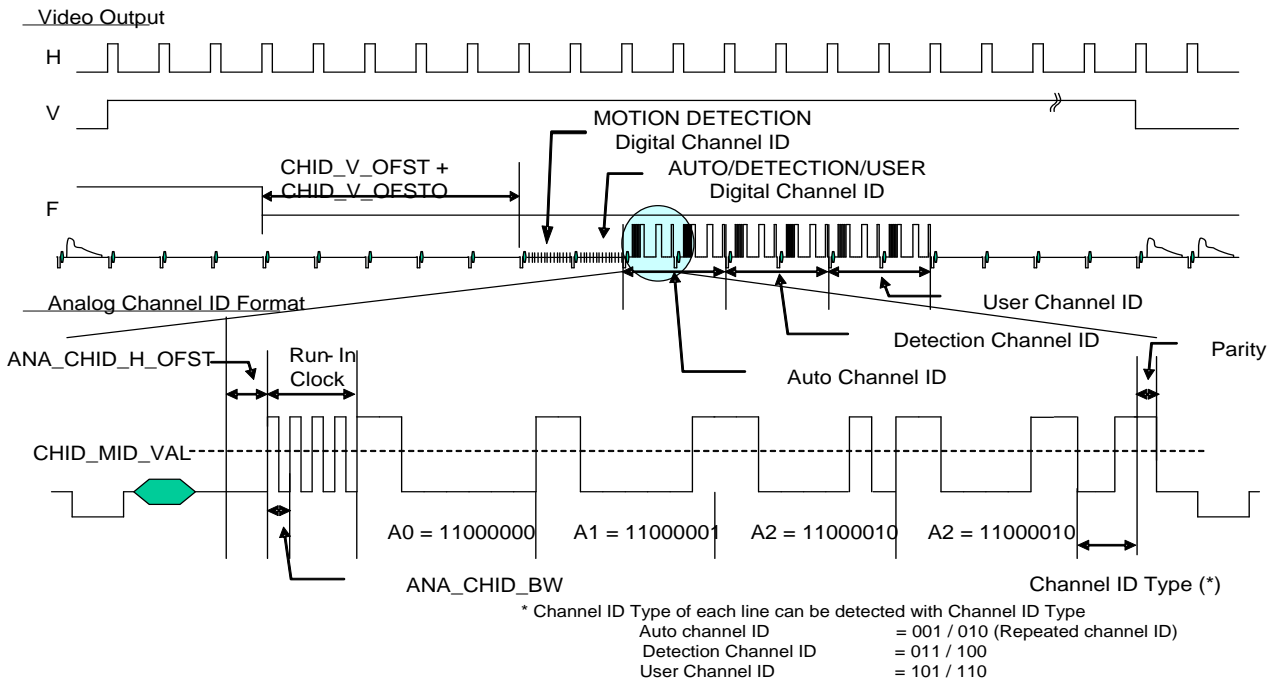 Video Output
H
V
MOTION DETECTION
Digital Channel ID
CHID_V_OFST +
CHID_V_OFSTO
AUTO/DETECTION/USER
Digital Channel ID
F
Analog Channel ID Format
User Channel ID
Detection Channel ID
Auto Channel ID
ANA_CHID_H_OFST
Run- In
Clock
Parity
CHID_MID_VAL
A0 = 11000000
A1 = 11000001
A2 = 11000010
A2 = 11000010
ANA_CHID_BW
Channel ID Type (*)
* Channel ID Type of each line can be detected with Channel ID Type
Auto channel ID = 001 / 010 (Repeated channel ID)
Detection Channel ID = 011 / 100
User Channel ID = 101 / 110